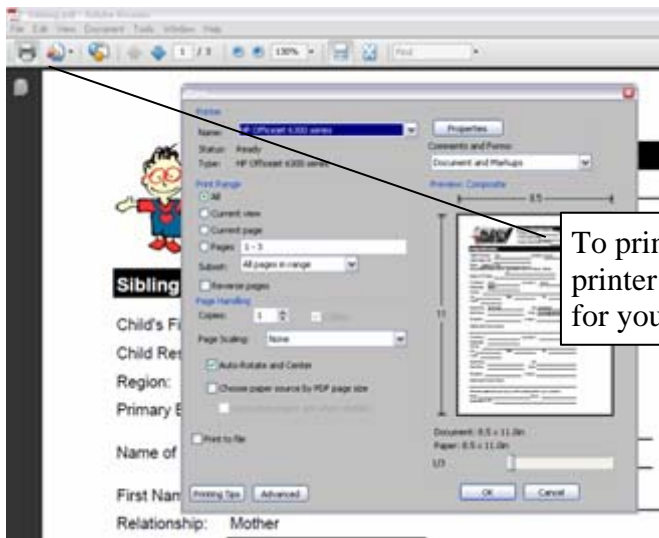 Sibling.pdf - Adobe Reader
File Edit View Document Tools Window Help
1 / 3 130% Find
Printer
Name: HP Officejet 6300 series Properties
Status: Ready Comments and Forms:
Type: HP Officejet 6300 series Document and Markups
Print Range Preview: Composite
All 8.5
Current view
Current page
Pages 1 - 3
Subset: All pages in range
Reverse pages
Page Handling
Copies: 1
11
Page Scaling: None
Auto-Rotate and Center
Choose paper source by PDF page size
Print to file
Document: 8.5 x 11.0in
Paper: 8.5 x 11.0in
1/3
Printing Tips Advanced OK Cancel
To prin
printer
for you
Sibling
Child's Fi
Child Res
Region:
Primary E
Name of
First Nam
Relationship: Mother